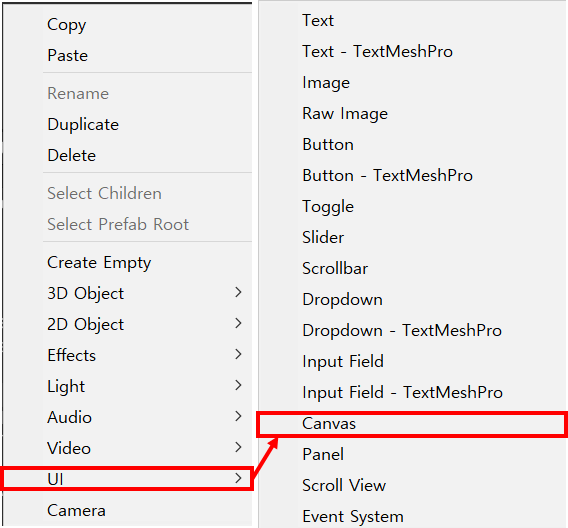 Copy
Paste
Rename
Duplicate
Delete
Select Children
Select Prefab Root
Create Empty
3D Object
2D Object
Effects
Light
Audio
Video
UI
Camera
Text
Text - TextMeshPro
Image
Raw Image
Button
Button - TextMeshPro
Toggle
Slider
Scrollbar
Dropdown
Dropdown - TextMeshPro
Input Field
Input Field - TextMeshPro
Canvas
Panel
Scroll View
Event System